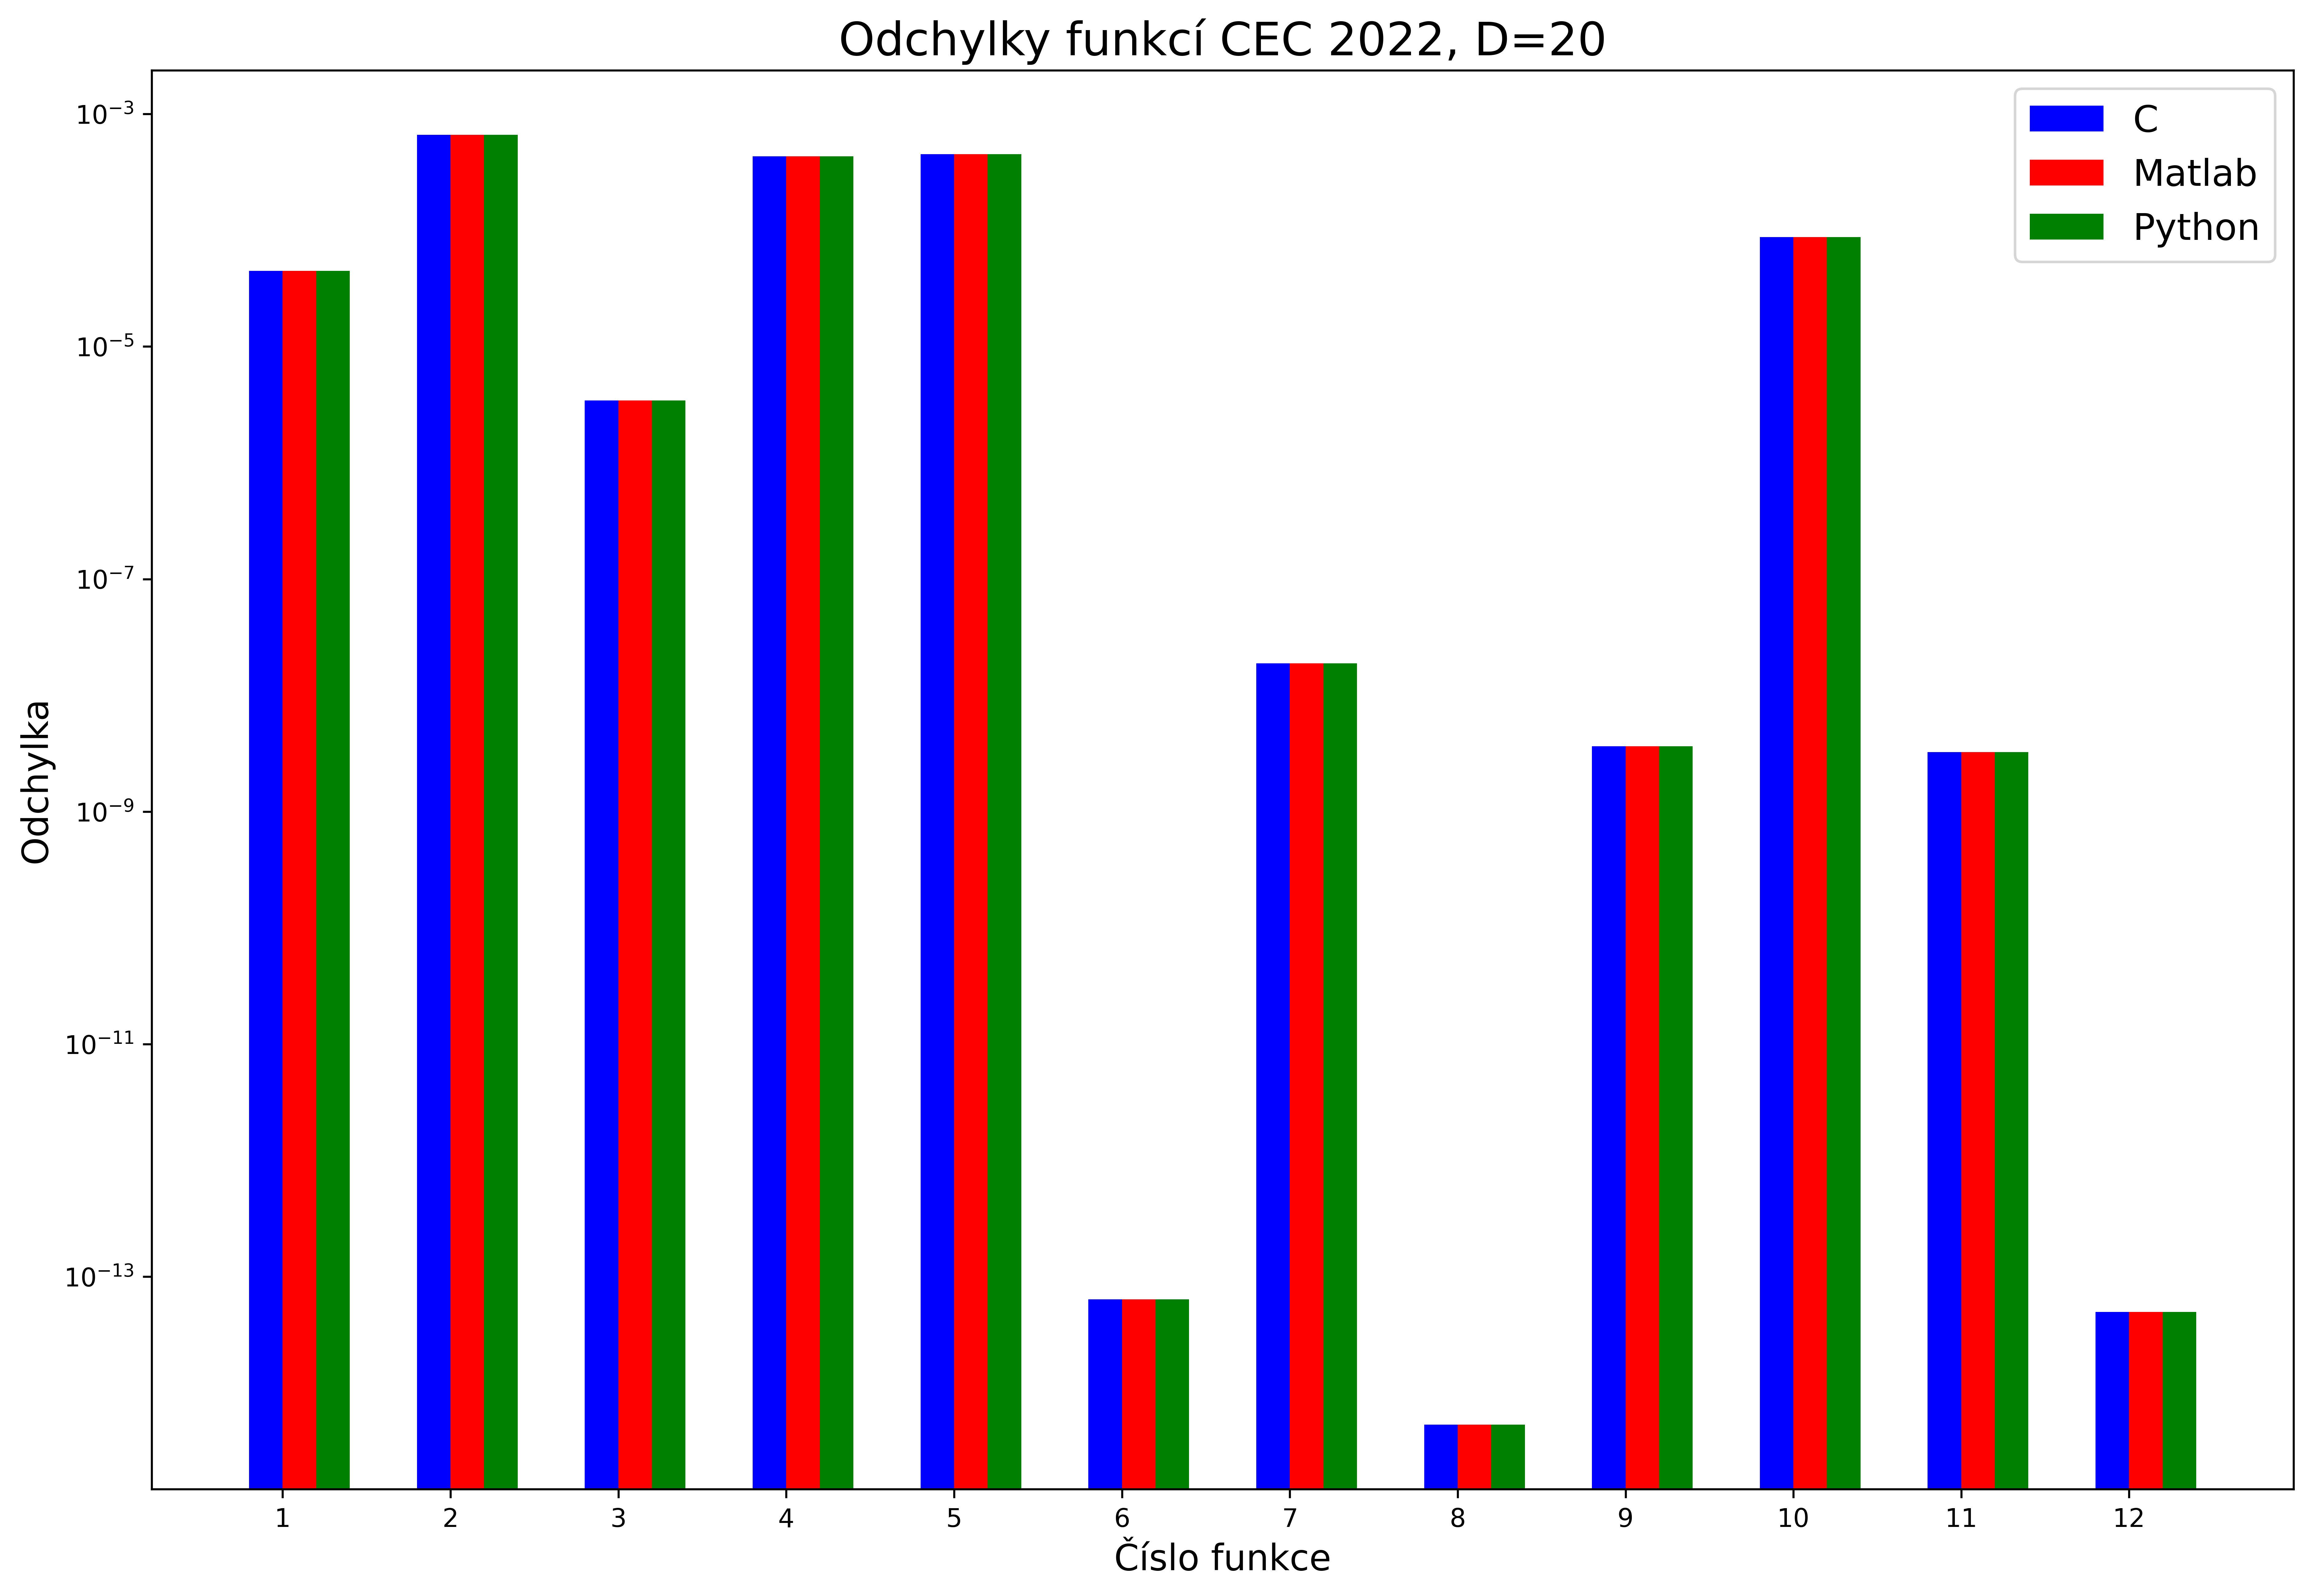 Odchylky funkcí CEC 2022, D=20
C
Matlab
Python
Odchylka
10⁻³
10⁻⁵
10⁻⁷
10⁻⁹
10⁻¹¹
10⁻¹³
1 2 3 4 5 6 7 8 9 10 11 12
Číslo funkce